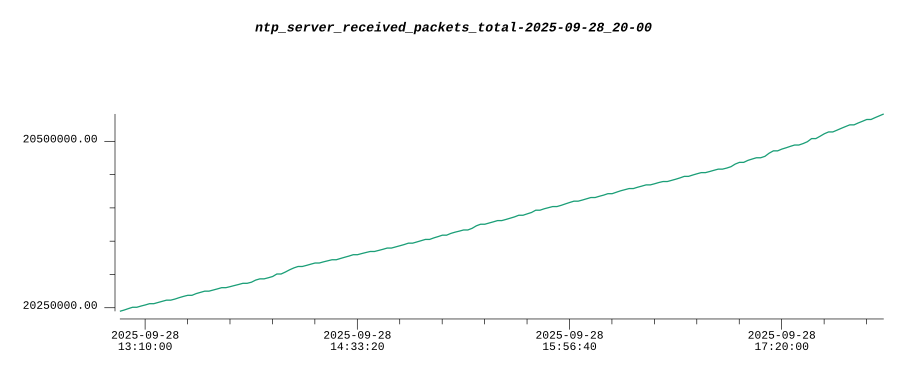 ntp_server_received_packets_total-2025-09-28_20-00
20500000.00
20250000.00
2025-09-28 2025-09-28 2025-09-28 2025-09-28
13:10:00 14:33:20 15:56:40 17:20:00